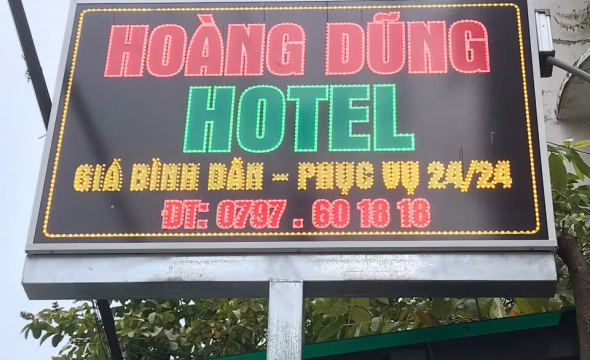 HOÀNG DŨNG
HOTEL
GIÁ BÌNH DÂN - PHỤC VỤ 24/24
ĐT: 0797 . 60 18 18